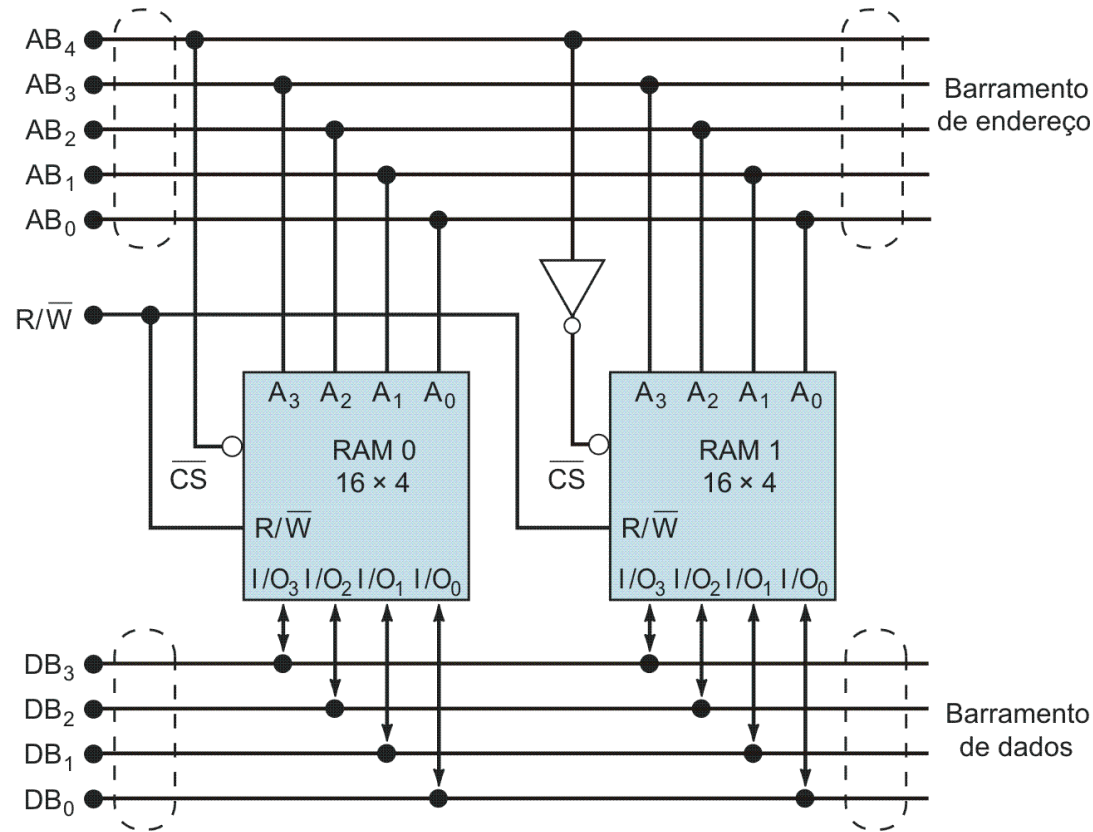 AB₄
AB₃
Barramento
de endereço
AB₂
AB₁
AB₀
R/W̅
A₃ A₂ A₁ A₀
A₃ A₂ A₁ A₀
RAM 0
16 × 4
RAM 1
16 × 4
C̅S̅
C̅S̅
R/W̅
R/W̅
I/O₃ I/O₂ I/O₁ I/O₀
I/O₃ I/O₂ I/O₁ I/O₀
DB₃
DB₂
Barramento
de dados
DB₁
DB₀